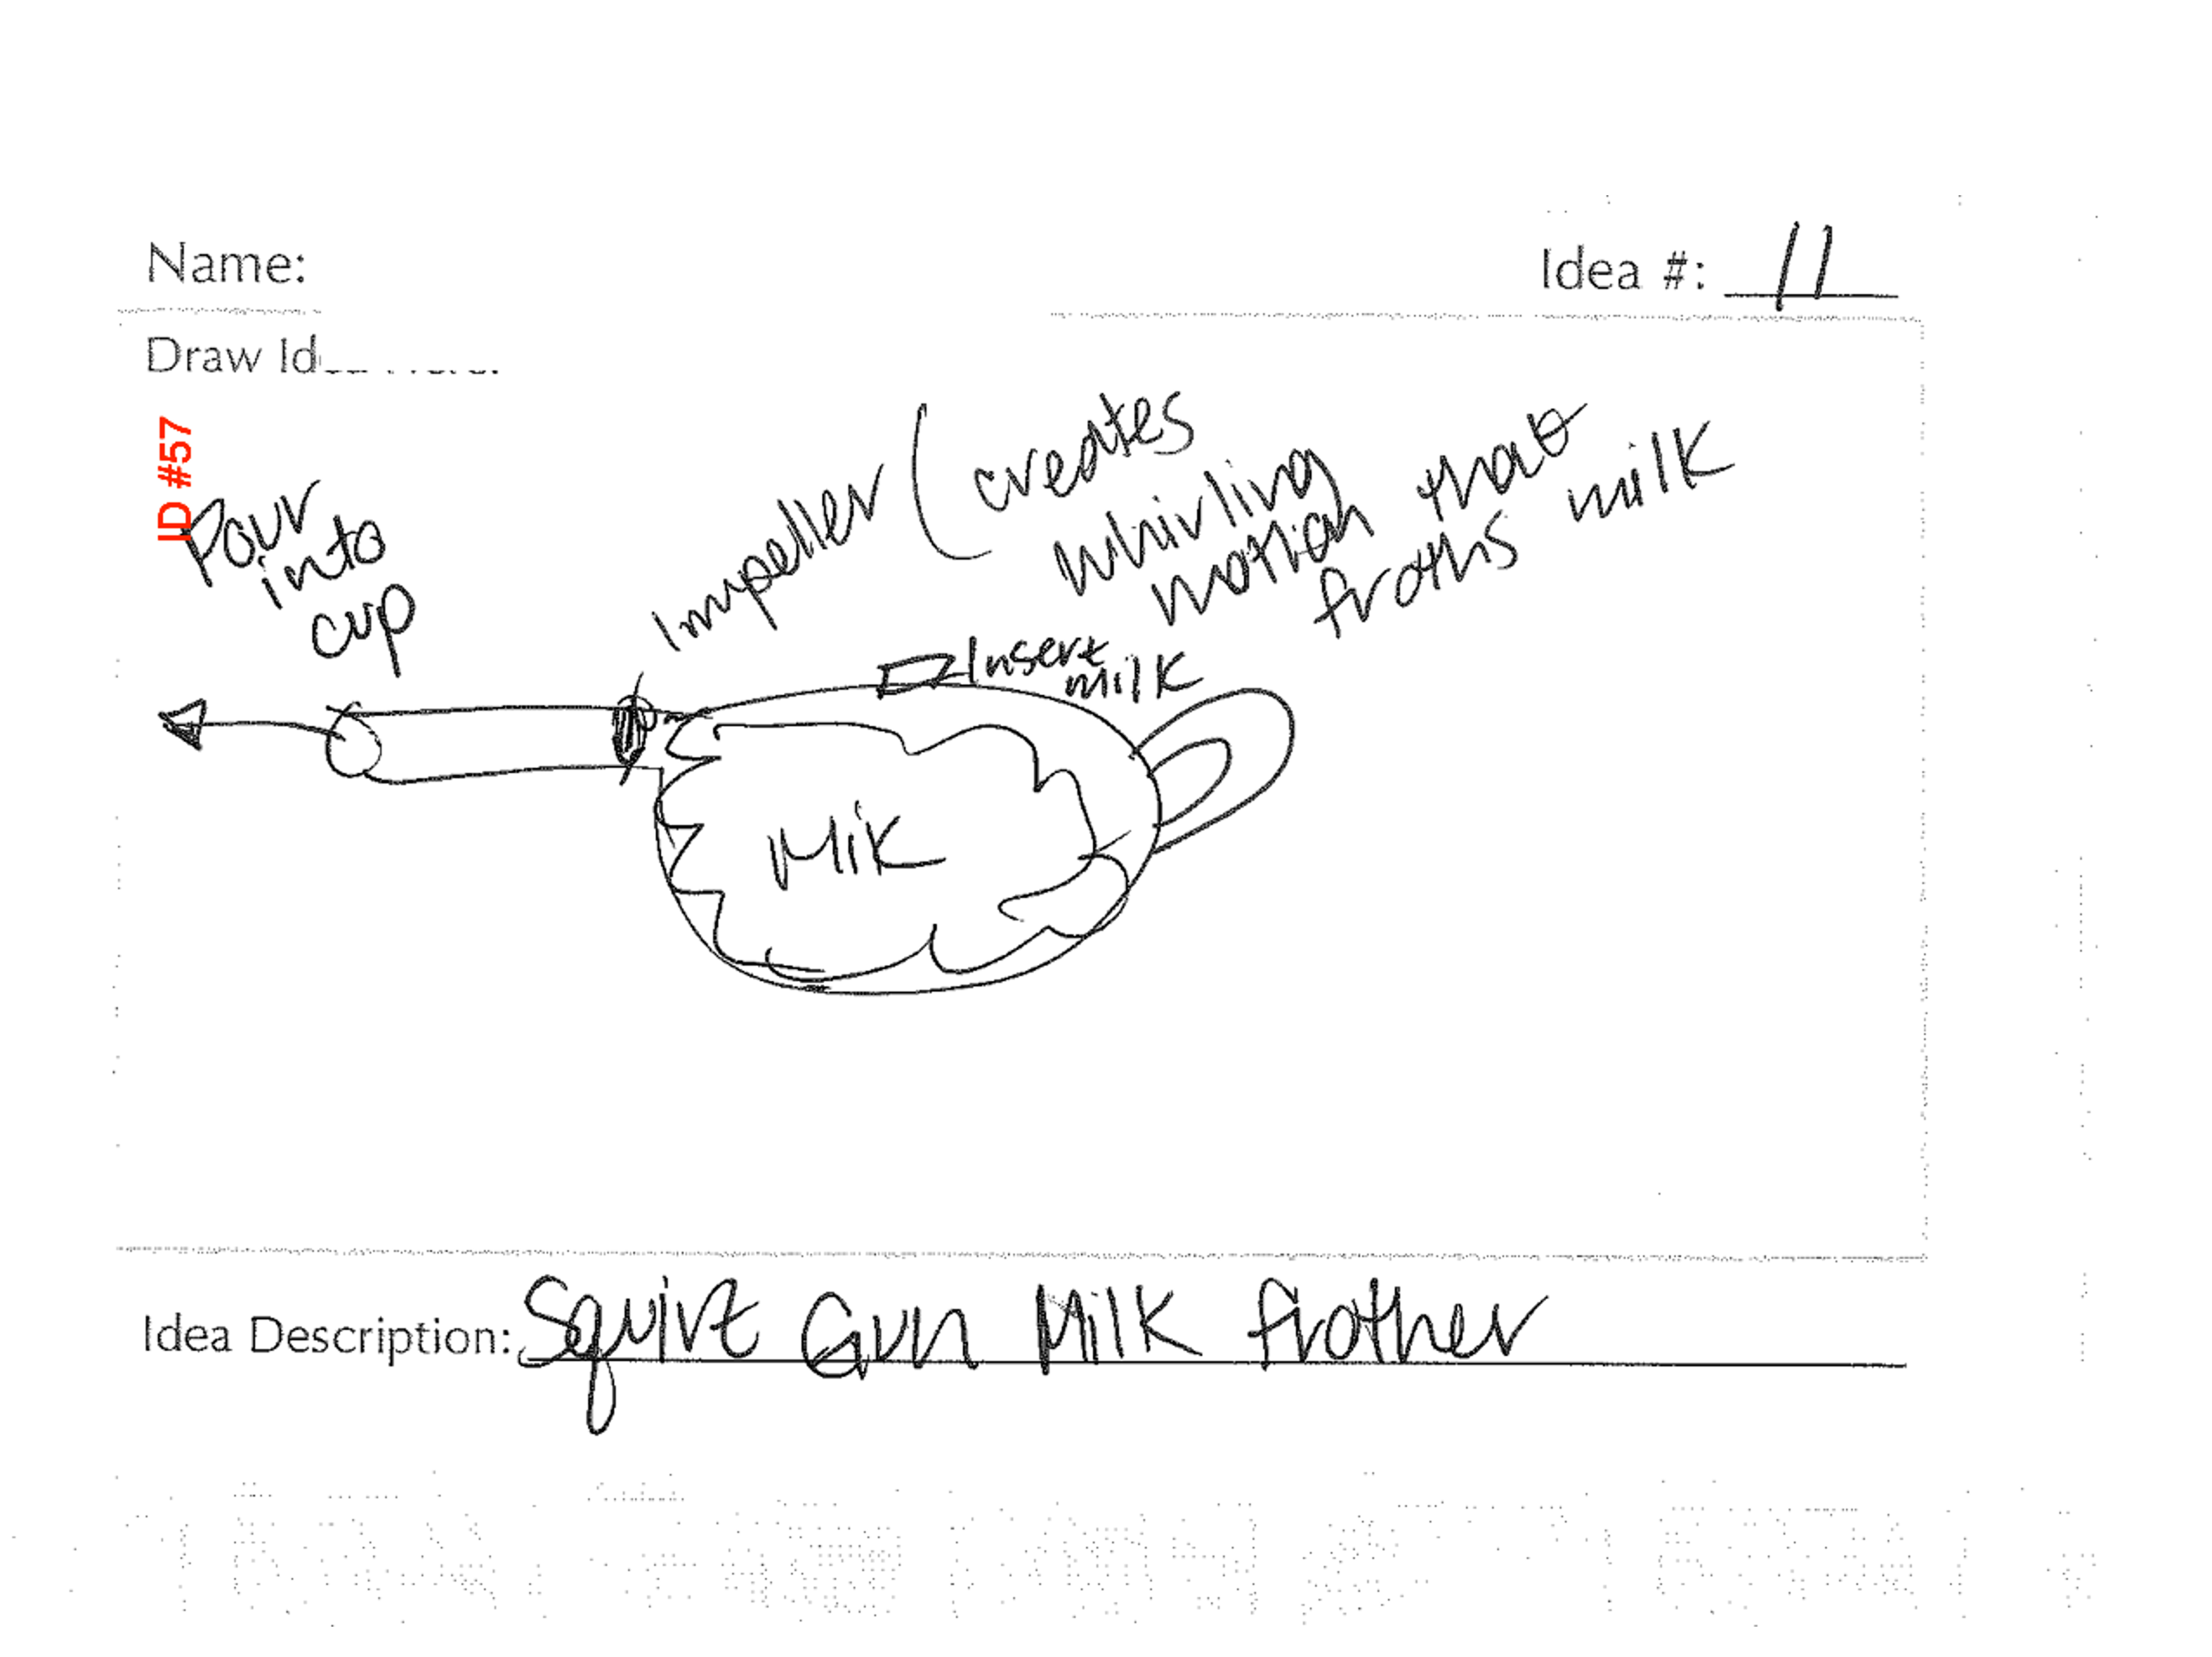 Name:
Idea #: 11
Draw Id
ID #57
Pour
into
cup
Impeller ( creates
whirling
motion that
froths milk
Insert
milk
Milk
Idea Description: Squirt Gun Milk frother